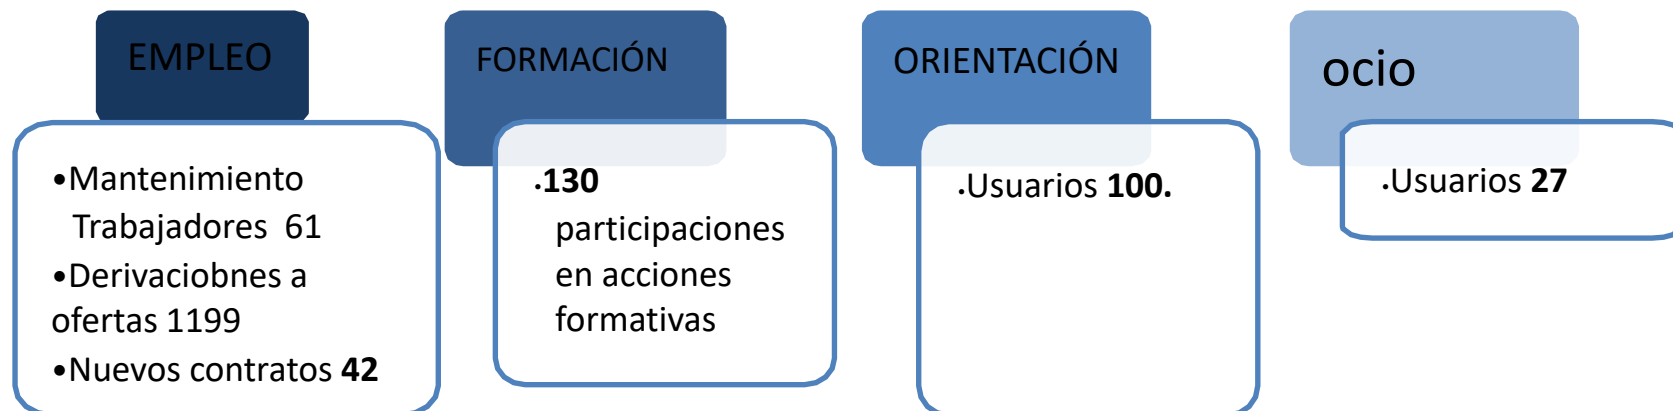 EMPLEO
•Mantenimiento
Trabajadores 61
•Derivaciobnes a
ofertas 1199
•Nuevos contratos 42
FORMACIÓN
.130
participaciones
en acciones
formativas
ORIENTACIÓN
.Usuarios 100.
ocio
.Usuarios 27